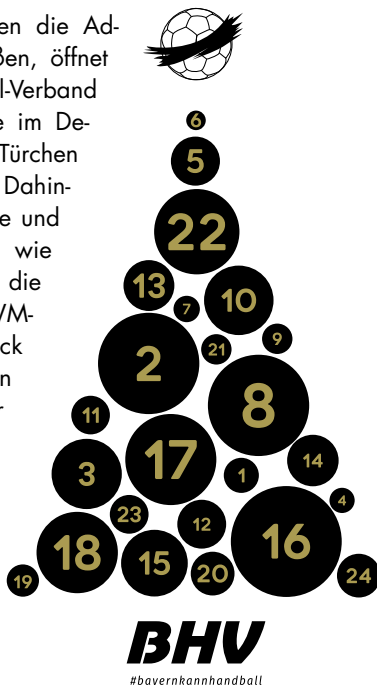 en die Ad-
ßen, öffnet
l-Verband
e im De-
Türchen
Dahin-
e und
wie
die
VM-
ck
n
r
6
5
22
13
10
7
9
2
21
8
11
17
14
3
1
4
23
12
16
18
15
20
19
24
BHV
#bayernkannhandball